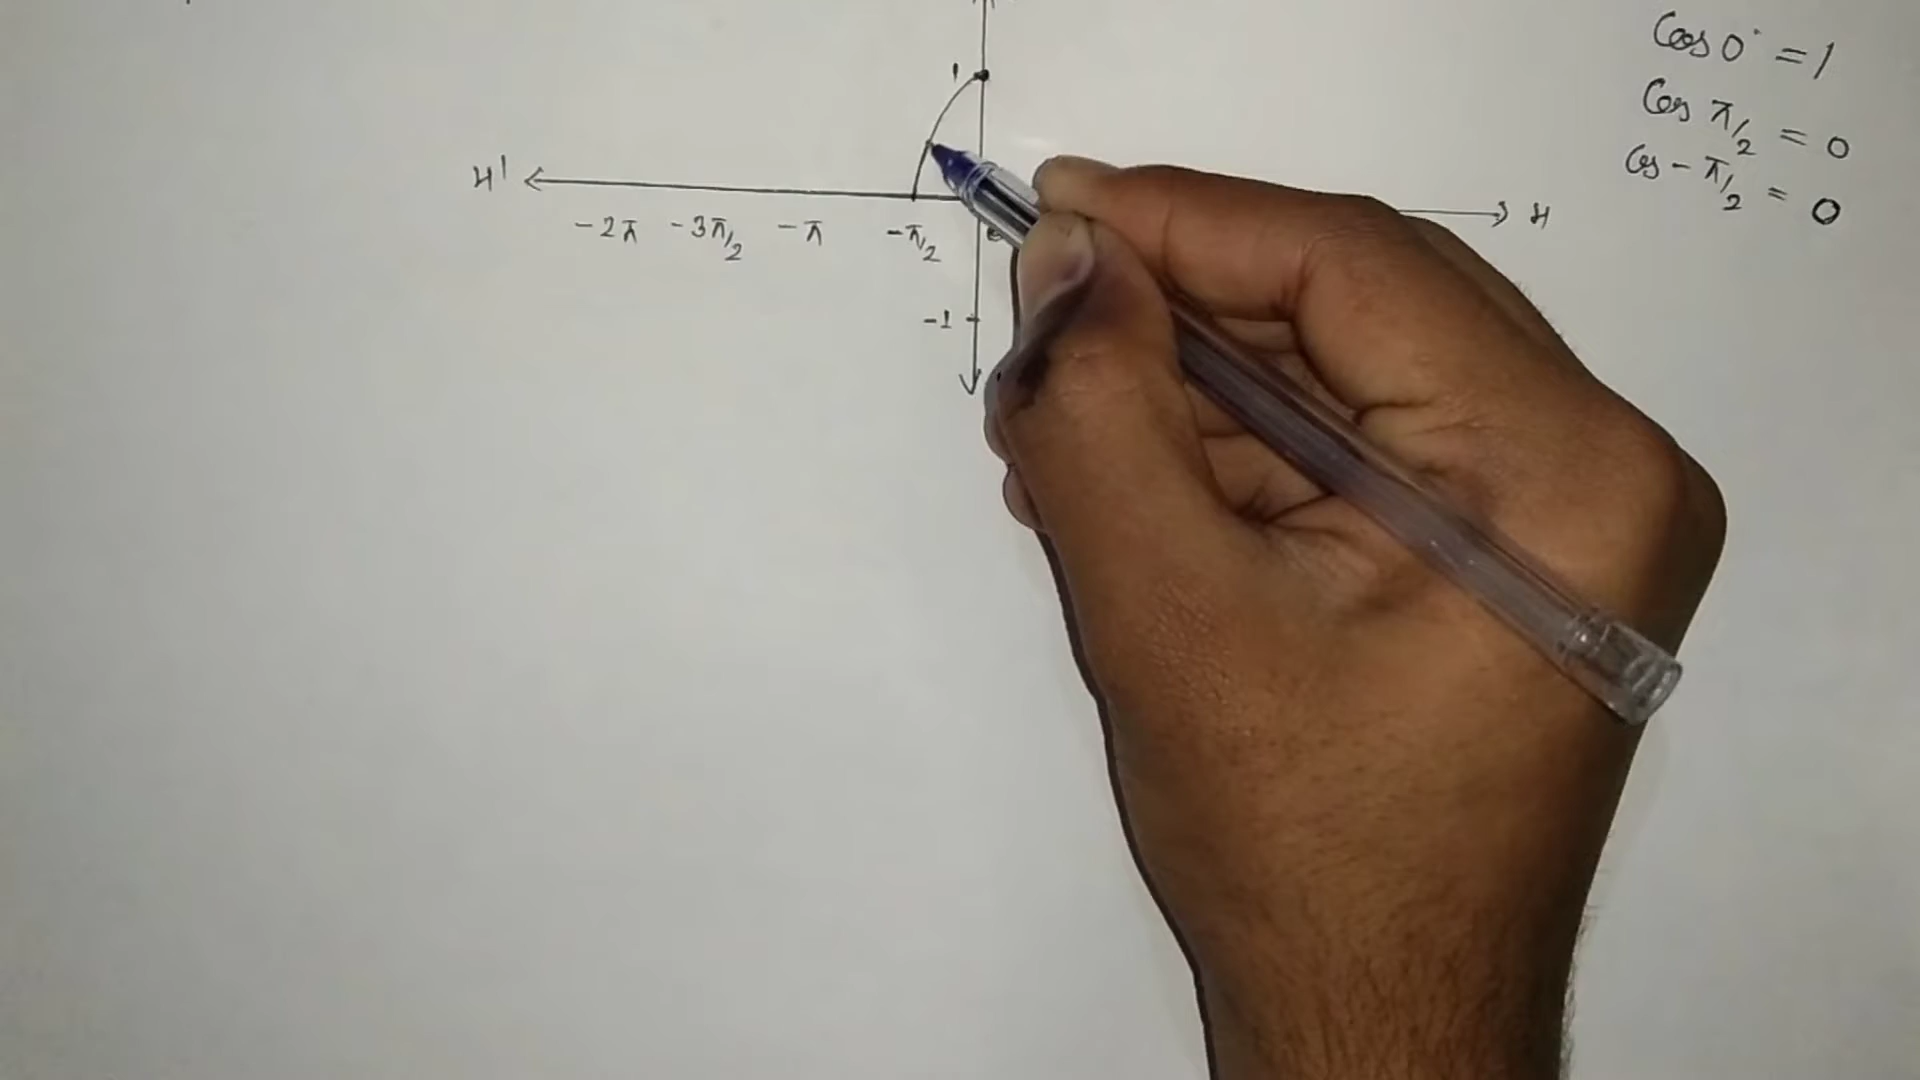 Cos 0° = 1
Cos π/2 = 0
Cos - π/2 = 0
1
x'
x
-2π -3π/2 -π -π/2
-1